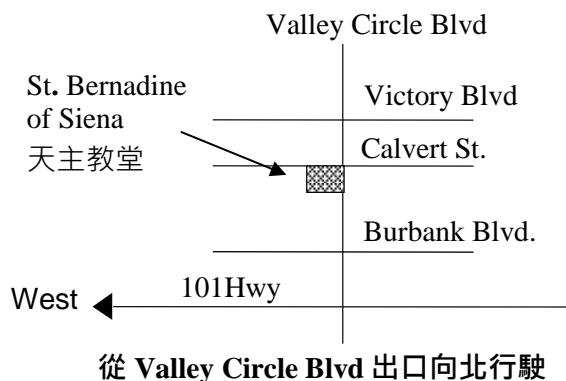 Valley Circle Blvd
St. Bernadine
of Siena
天主教堂
Victory Blvd
Calvert St.
Burbank Blvd.
101Hwy
West
從 Valley Circle Blvd 出口向北行駛